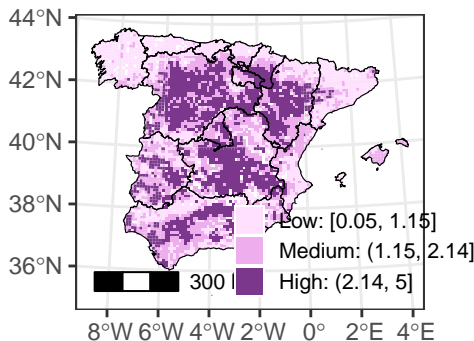 44°N
42°N
40°N
38°N
36°N
Low: [0.05, 1.15]
Medium: (1.15, 2.14]
High: (2.14, 5]
300
8°W 6°W 4°W 2°W 0° 2°E 4°E